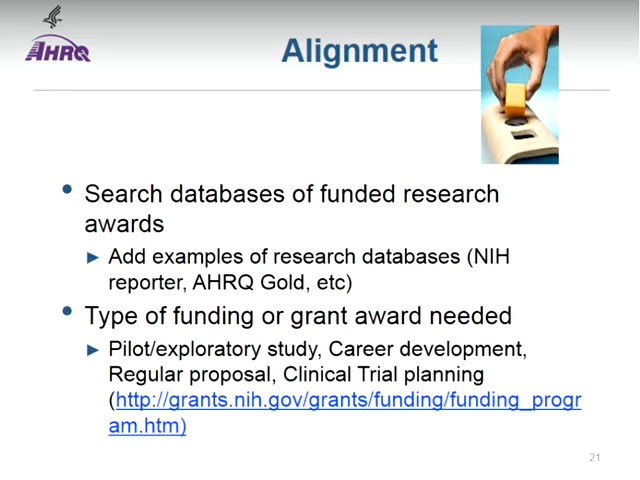 AHRQ
Alignment
• Search databases of funded research
awards
► Add examples of research databases (NIH
reporter, AHRQ Gold, etc)
• Type of funding or grant award needed
► Pilot/exploratory study, Career development,
Regular proposal, Clinical Trial planning
(http://grants.nih.gov/grants/funding/funding_progr
am.htm)
21